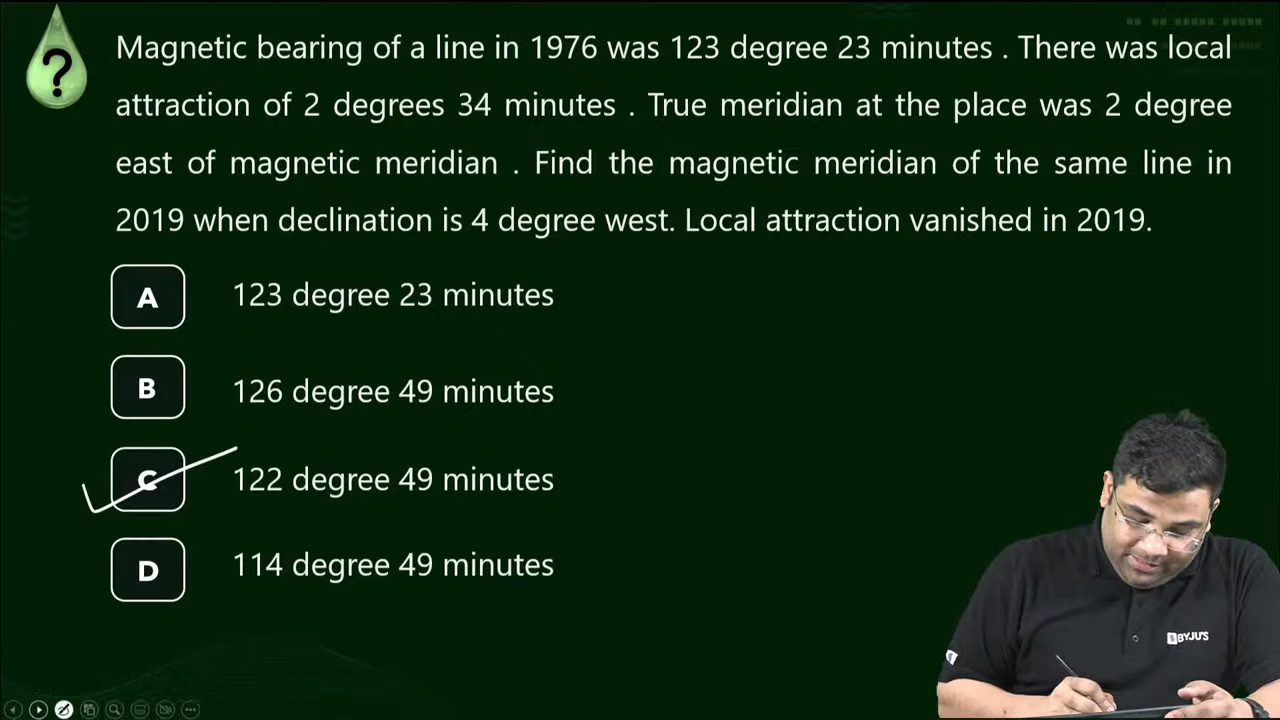 ?
Magnetic bearing of a line in 1976 was 123 degree 23 minutes . There was local
attraction of 2 degrees 34 minutes . True meridian at the place was 2 degree
east of magnetic meridian . Find the magnetic meridian of the same line in
2019 when declination is 4 degree west. Local attraction vanished in 2019.
A 123 degree 23 minutes
B 126 degree 49 minutes
C 122 degree 49 minutes
D 114 degree 49 minutes
BYJU'S